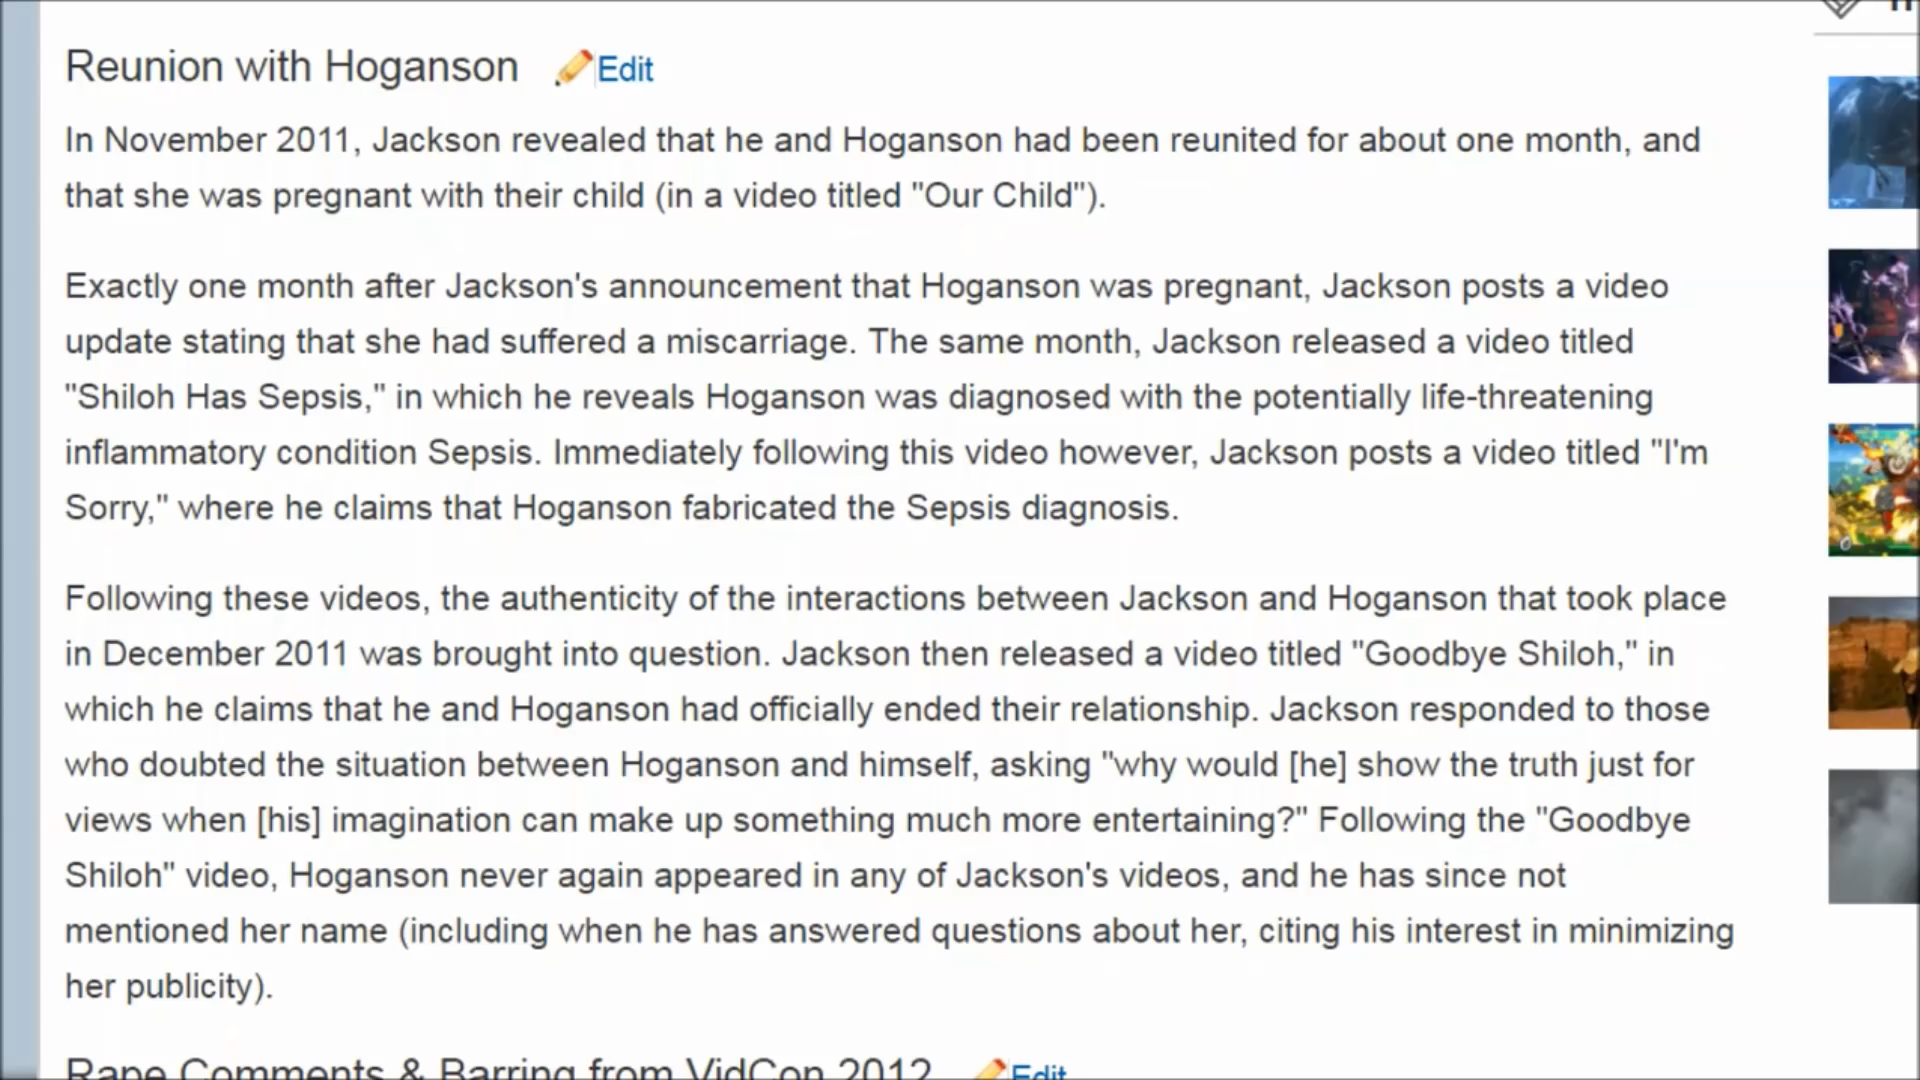 Reunion with Hoganson Edit
In November 2011, Jackson revealed that he and Hoganson had been reunited for about one month, and
that she was pregnant with their child (in a video titled "Our Child").
Exactly one month after Jackson's announcement that Hoganson was pregnant, Jackson posts a video
update stating that she had suffered a miscarriage. The same month, Jackson released a video titled
"Shiloh Has Sepsis," in which he reveals Hoganson was diagnosed with the potentially life-threatening
inflammatory condition Sepsis. Immediately following this video however, Jackson posts a video titled "I'm
Sorry," where he claims that Hoganson fabricated the Sepsis diagnosis.
Following these videos, the authenticity of the interactions between Jackson and Hoganson that took place
in December 2011 was brought into question. Jackson then released a video titled "Goodbye Shiloh," in
which he claims that he and Hoganson had officially ended their relationship. Jackson responded to those
who doubted the situation between Hoganson and himself, asking "why would [he] show the truth just for
views when [his] imagination can make up something much more entertaining?" Following the "Goodbye
Shiloh" video, Hoganson never again appeared in any of Jackson's videos, and he has since not
mentioned her name (including when he has answered questions about her, citing his interest in minimizing
her publicity).
Rape Comments & Barring from VidCon 2012 Edit